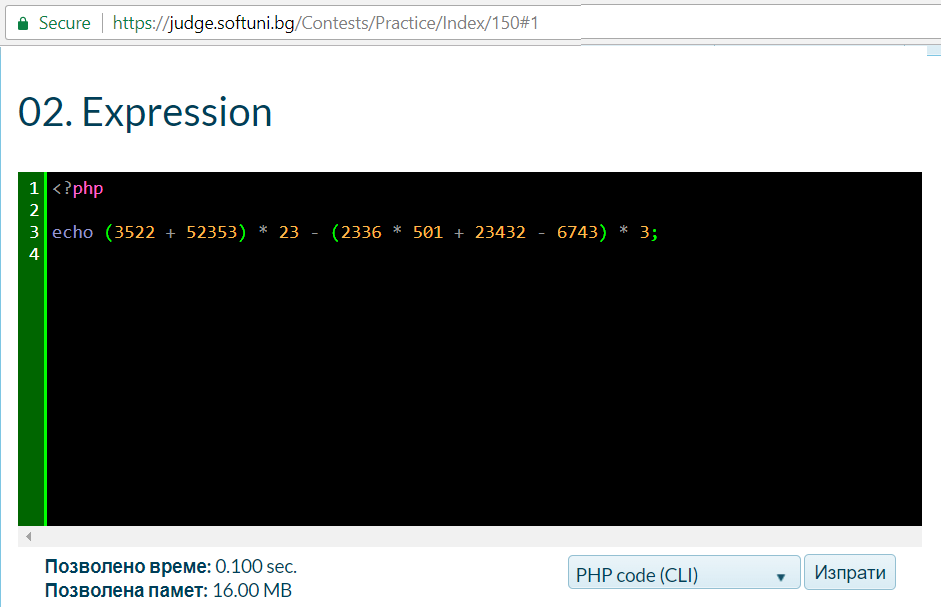 Secure https://judge.softuni.bg/Contests/Practice/Index/150#1
02. Expression
1 <?php
2
3 echo (3522 + 52353) * 23 - (2336 * 501 + 23432 - 6743) * 3;
4
Позволено време: 0.100 sec.
Позволена памет: 16.00 MB
PHP code (CLI) Изпрати